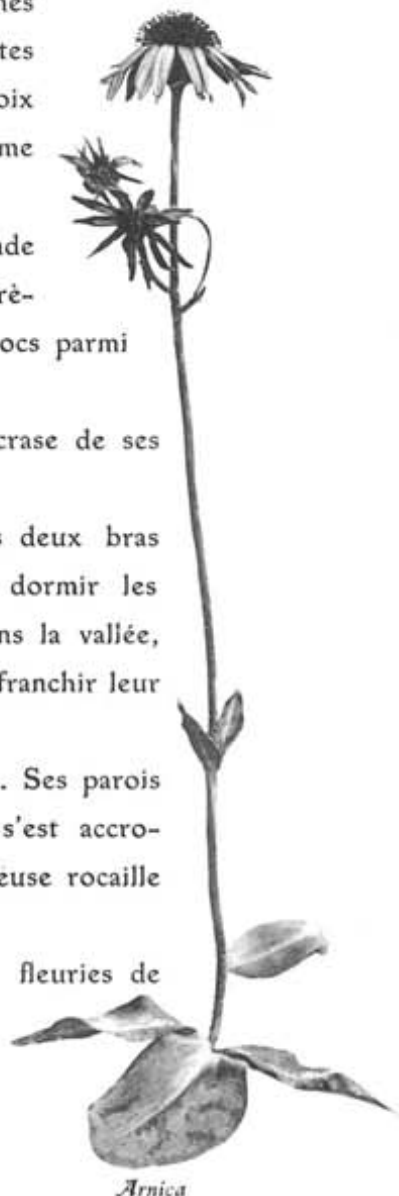 nes
tes
oix
me
nde
rè-
ocs parmi
crase de ses
s deux bras
dormir les
ns la vallée,
franchir leur
. Ses parois
s'est accro-
euse rocaille
fleuries de
Arnica